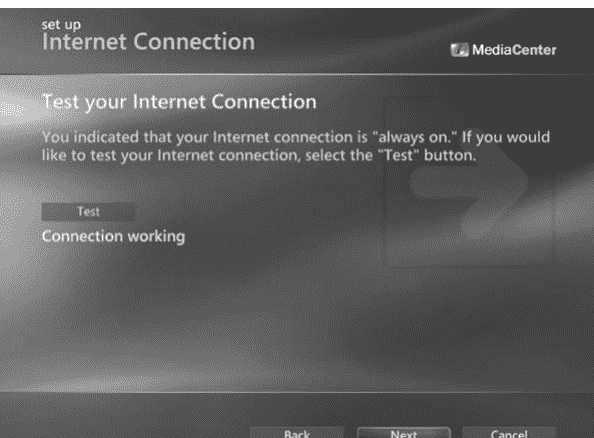 set up
Internet Connection
MediaCenter
Test your Internet Connection
You indicated that your Internet connection is "always on." If you would
like to test your Internet connection, select the "Test" button.
Test
Connection working
Back Next Cancel